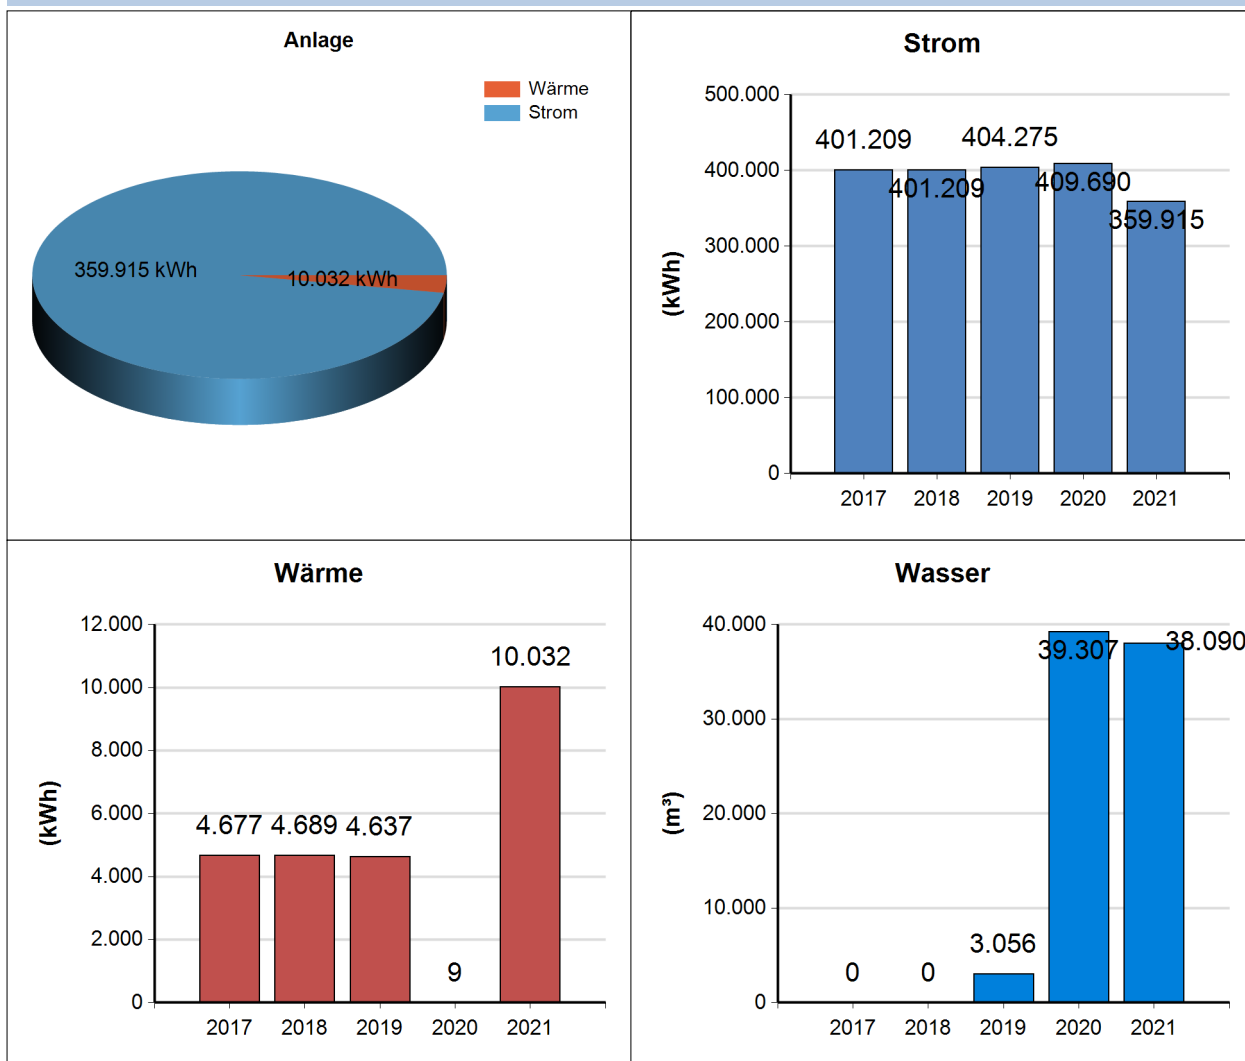 Anlage
Wärme
Strom
359.915 kWh
10.032 kWh
Strom
500.000
400.000
300.000
200.000
100.000
0
(kWh)
401.209
401.209
404.275
409.690
359.915
2017 2018 2019 2020 2021
Wärme
12.000
10.000
8.000
6.000
4.000
2.000
0
(kWh)
4.677 4.689 4.637
9
10.032
2017 2018 2019 2020 2021
Wasser
40.000
30.000
20.000
10.000
0
(m³)
0 0
3.056
39.307
38.090
2017 2018 2019 2020 2021